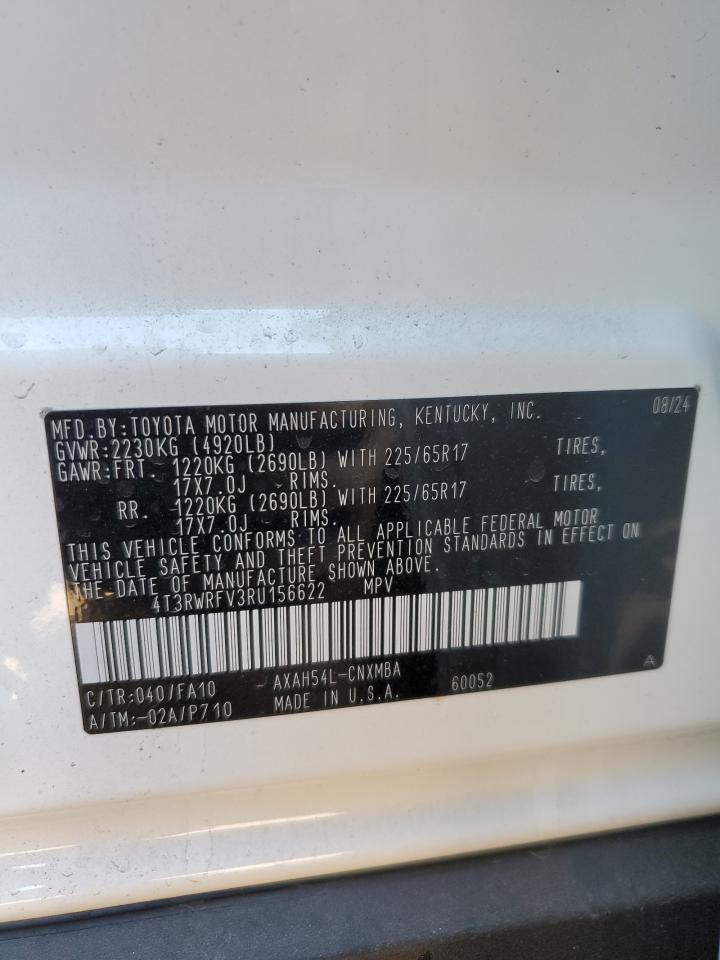 MFD.BY:TOYOTA MOTOR MANUFACTURING, KENTUCKY, INC. 08/24
GVWR:2230KG (4920LB)
GAWR:FRT. 1220KG (2690LB) WITH 225/65R17 TIRES,
17X7.0J RIMS.
RR. 1220KG (2690LB) WITH 225/65R17 TIRES,
17X7.0J RIMS.
THIS VEHICLE CONFORMS TO ALL APPLICABLE FEDERAL MOTOR
VEHICLE SAFETY AND THEFT PREVENTION STANDARDS IN EFFECT ON
THE DATE OF MANUFACTURE SHOWN ABOVE.
4T3RWRFV3RU156622 MPV
C/TR:040/FA10 AXAH54L-CNXMBA
A/TM:-02A/P710 MADE IN U.S.A. 60052 A